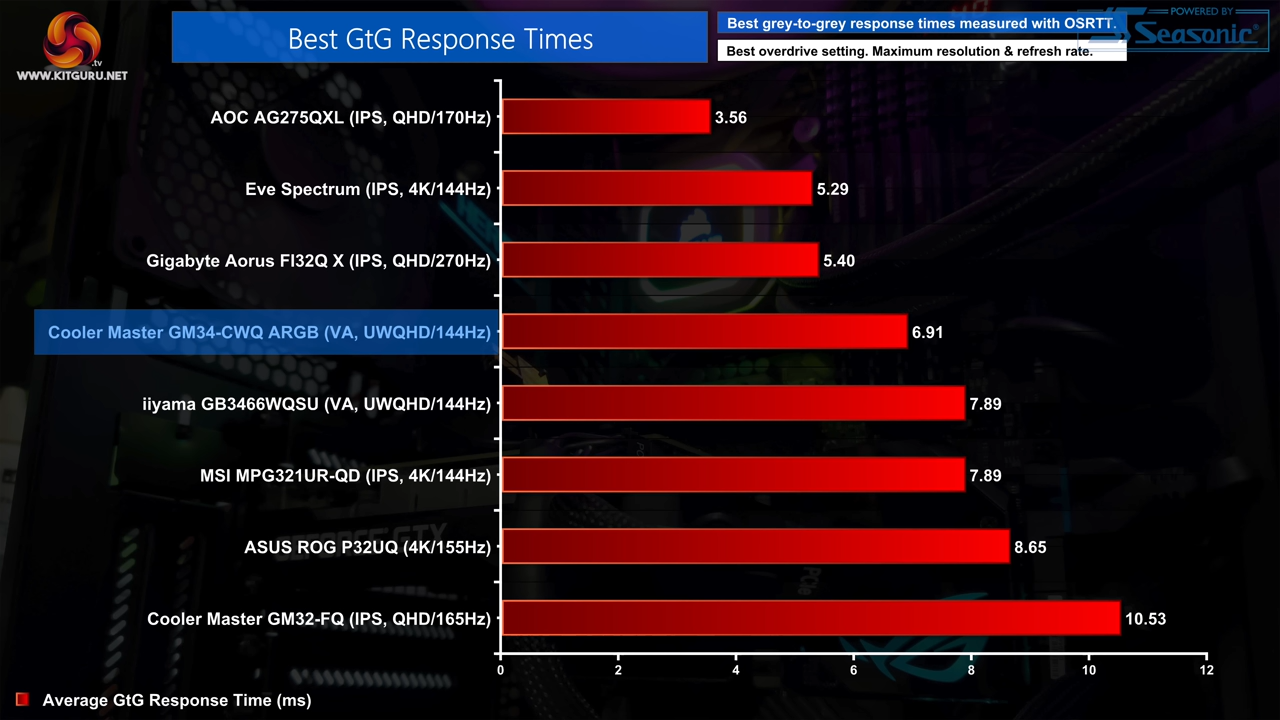 Best GtG Response Times
Best grey-to-grey response times measured with OSRTT.
Best overdrive setting. Maximum resolution & refresh rate.
POWERED BY
Seasonic
.tv
WWW.KITGURU.NET
AOC AG275QXL (IPS, QHD/170Hz) 3.56
Eve Spectrum (IPS, 4K/144Hz) 5.29
Gigabyte Aorus FI32Q X (IPS, QHD/270Hz) 5.40
Cooler Master GM34-CWQ ARGB (VA, UWQHD/144Hz) 6.91
iiyama GB3466WQSU (VA, UWQHD/144Hz) 7.89
MSI MPG321UR-QD (IPS, 4K/144Hz) 7.89
ASUS ROG P32UQ (4K/155Hz) 8.65
Cooler Master GM32-FQ (IPS, QHD/165Hz) 10.53
0 2 4 6 8 10 12
Average GtG Response Time (ms)